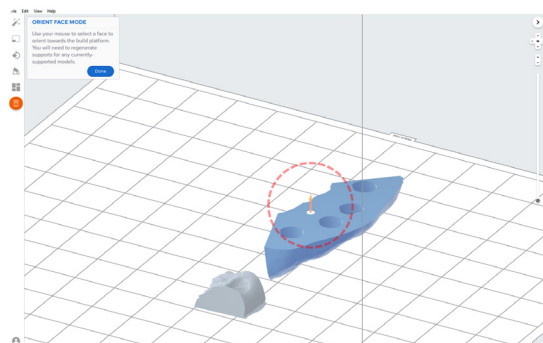 File Edit View Help
ORIENT FACE MODE
Use your mouse to select a face to
orient towards the build platform.
You will need to regenerate
supports for any currently-
supported models.
Done